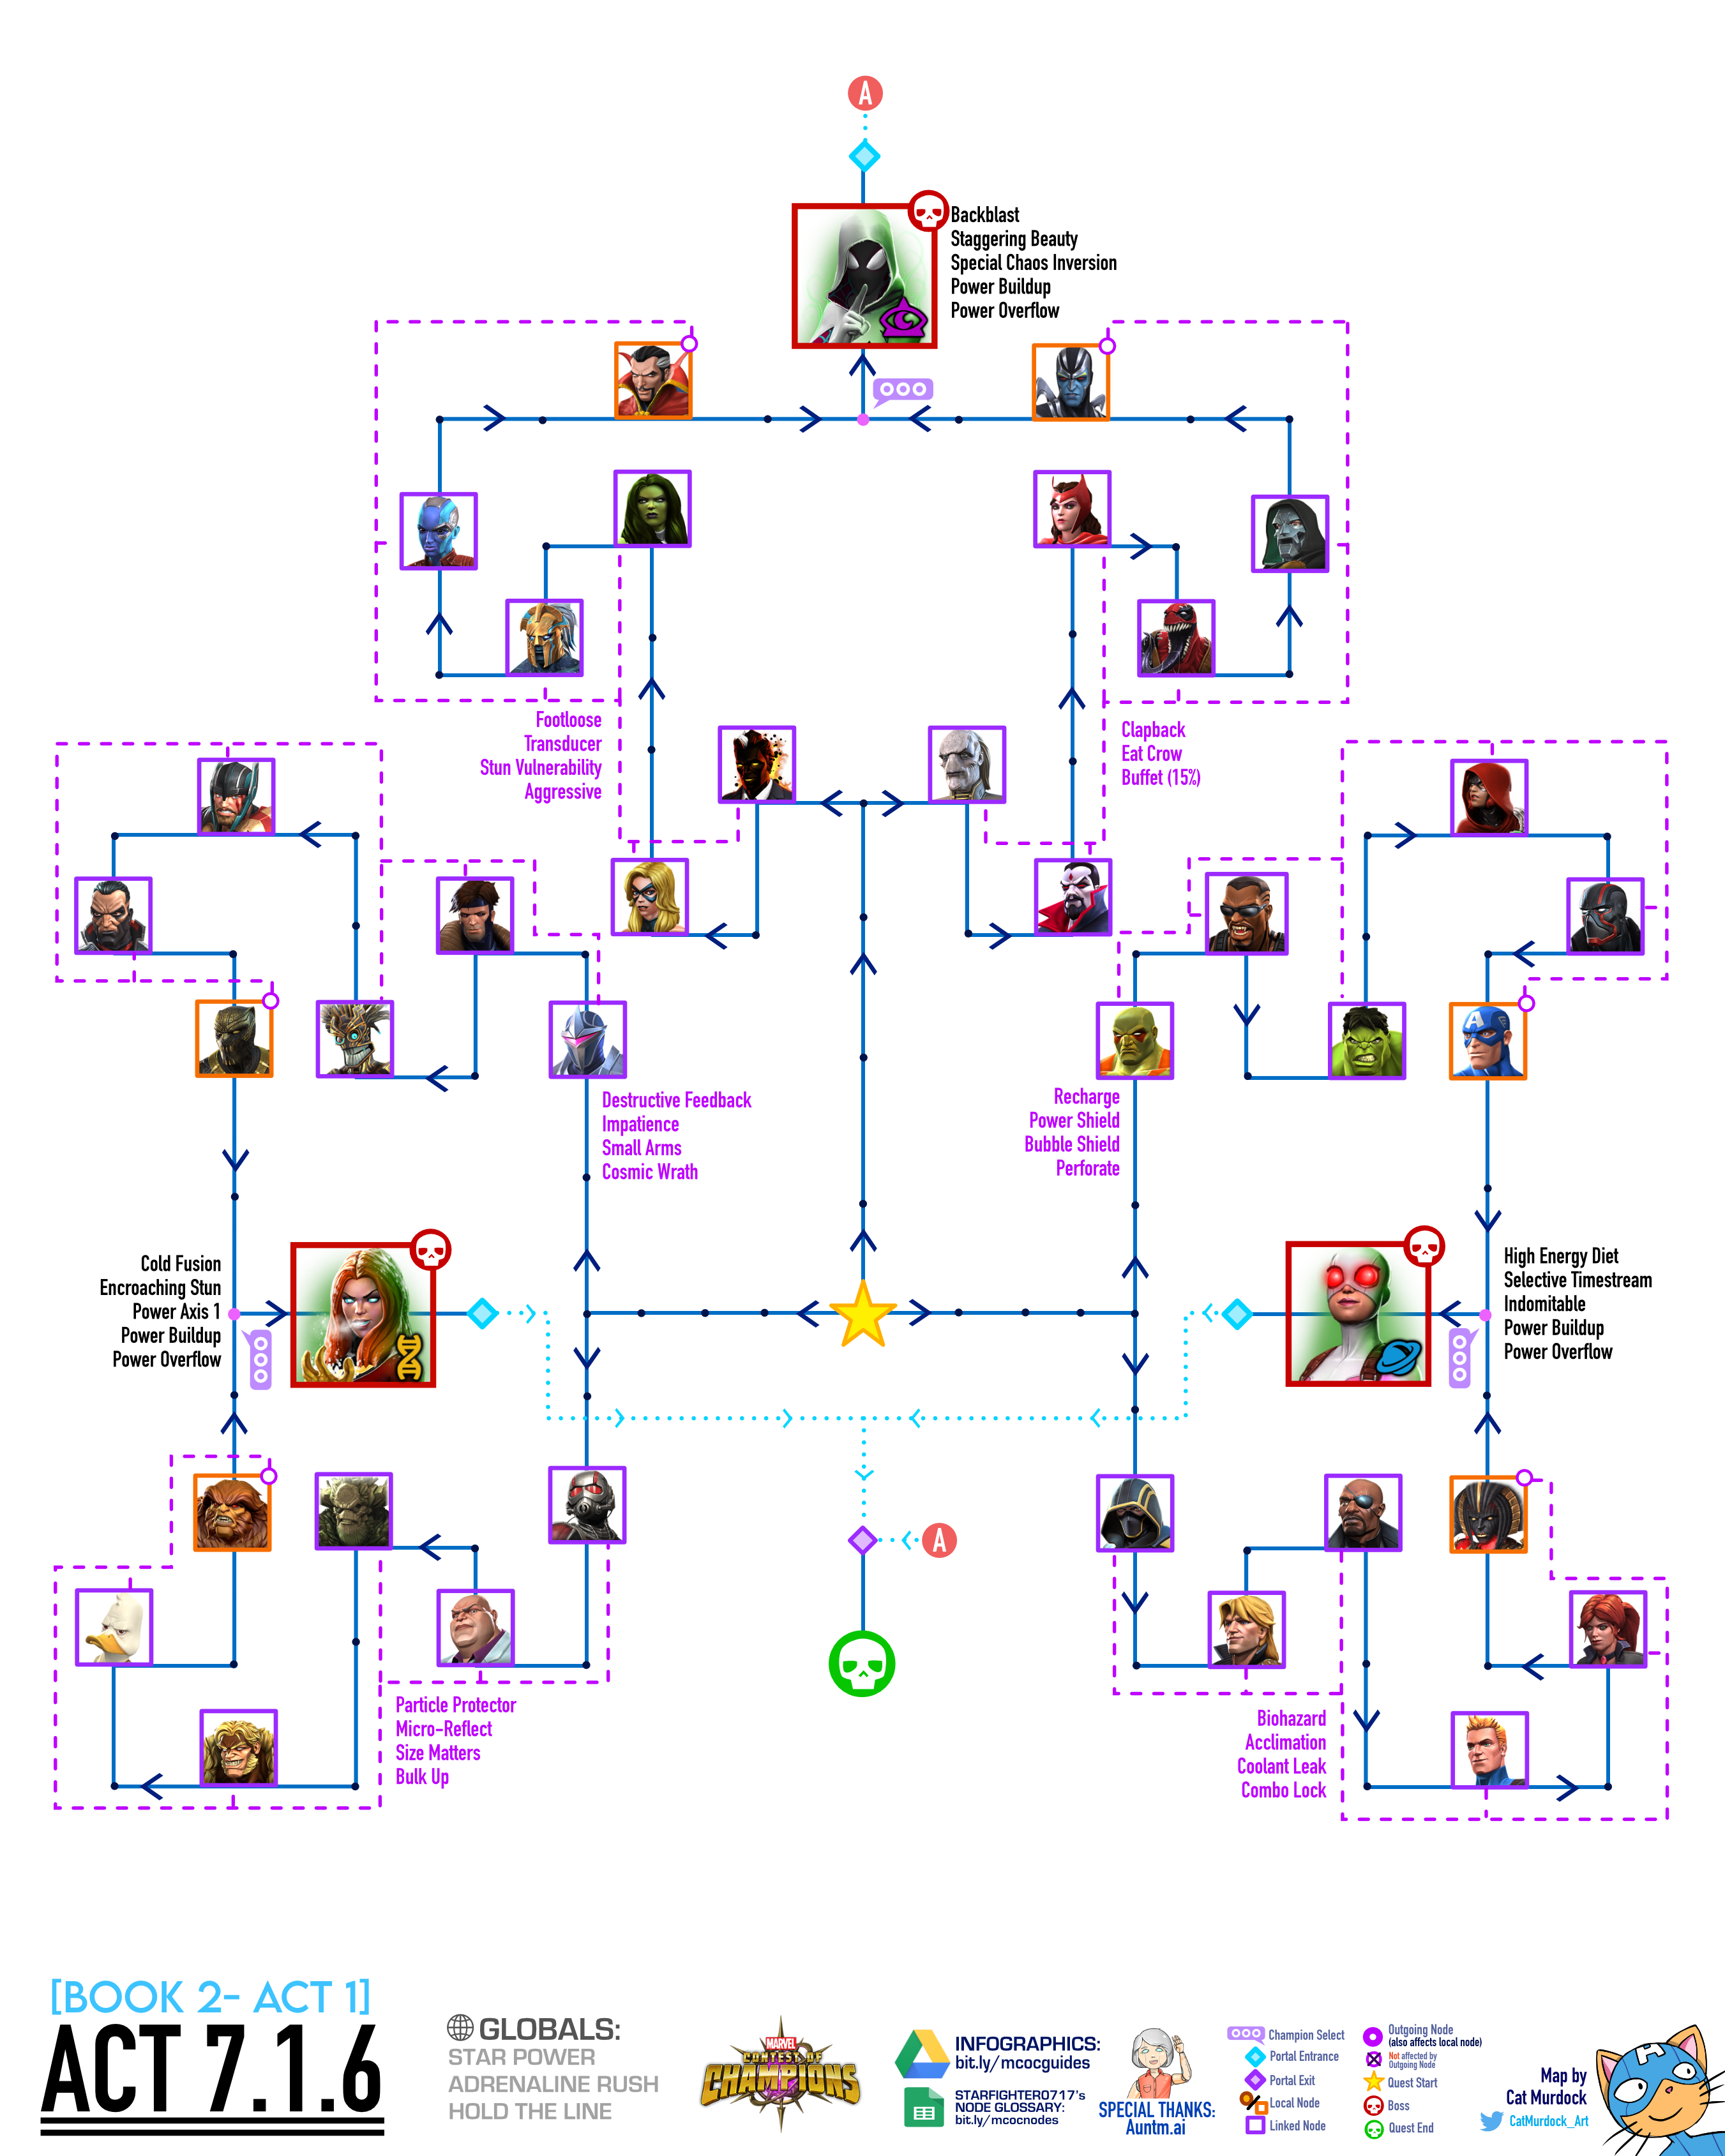 A
Backblast
Staggering Beauty
Special Chaos Inversion
Power Buildup
Power Overflow
Footloose
Transducer
Stun Vulnerability
Aggressive
Clapback
Eat Crow
Buffet (15%)
Destructive Feedback
Impatience
Small Arms
Cosmic Wrath
Recharge
Power Shield
Bubble Shield
Perforate
Cold Fusion
Encroaching Stun
Power Axis 1
Power Buildup
Power Overflow
High Energy Diet
Selective Timestream
Indomitable
Power Buildup
Power Overflow
A
Particle Protector
Micro-Reflect
Size Matters
Bulk Up
Biohazard
Acclimation
Coolant Leak
Combo Lock
[BOOK 2- ACT 1]
ACT 7.1.6
GLOBALS:
STAR POWER
ADRENALINE RUSH
HOLD THE LINE
MARVEL
CONTEST OF
CHAMPIONS
INFOGRAPHICS:
bit.ly/mcocguides
STARFIGHTER0717's
NODE GLOSSARY:
bit.ly/mcocnodes
SPECIAL THANKS:
Auntm.ai
Champion Select
Portal Entrance
Portal Exit
Local Node
Linked Node
Outgoing Node
(also affects local node)
Not affected by
Outgoing Node
Quest Start
Boss
Quest End
Map by
Cat Murdock
CatMurdock_Art